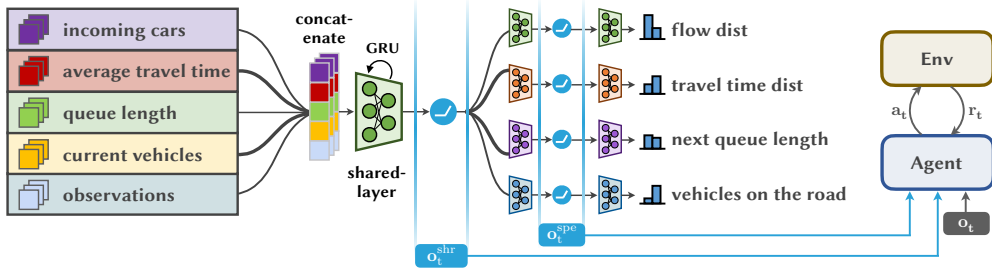 incoming cars
average travel time
queue length
current vehicles
observations
concat-
enate
GRU
shared-
layer
flow dist
travel time dist
next queue length
vehicles on the road
o_t^shr
o_t^spe
Env
a_t
r_t
Agent
o_t